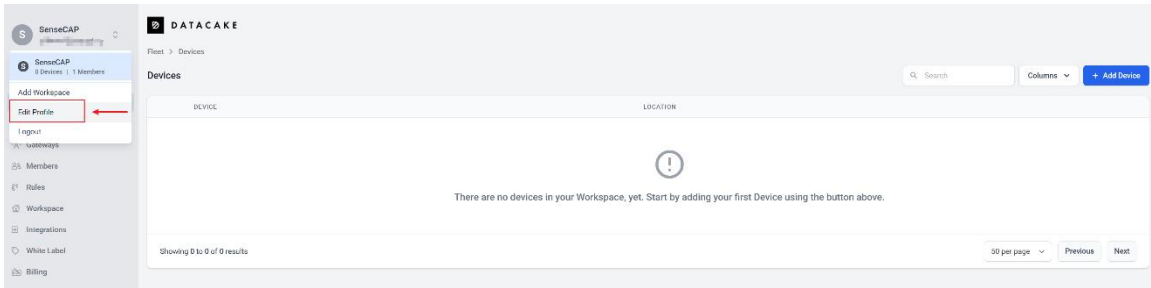 S
SenseCAP
S
SenseCAP
0 Devices | 1 Members
Add Workspace
Edit Profile
Logout
Gateways
Members
Rules
Workspace
Integrations
White Label
Billing
DATACAKE
Fleet > Devices
Devices
Search
Columns
+ Add Device
DEVICE
LOCATION
There are no devices in your Workspace, yet. Start by adding your first Device using the button above.
Showing 0 to 0 of 0 results
50 per page
Previous
Next